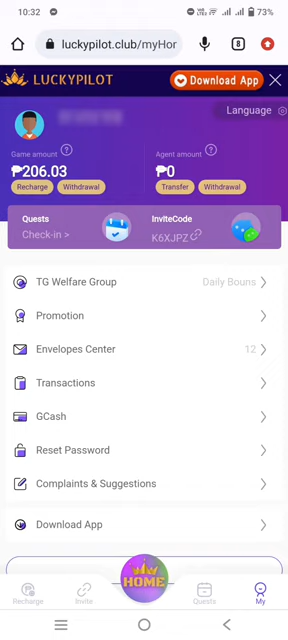 10:32
73%
luckypilot.club/myHor
8
LUCKYPILOT
Download App
Language
Game amount ?
Agent amount ?
₱206.03
₱0
Recharge
Withdrawal
Transfer
Withdrawal
Quests
Check-in >
InviteCode
K6XJPZ
TG Welfare Group
Daily Bouns
Promotion
Envelopes Center
12
Transactions
GCash
Reset Password
Complaints & Suggestions
Download App
HOME
Recharge
Invite
Quests
My